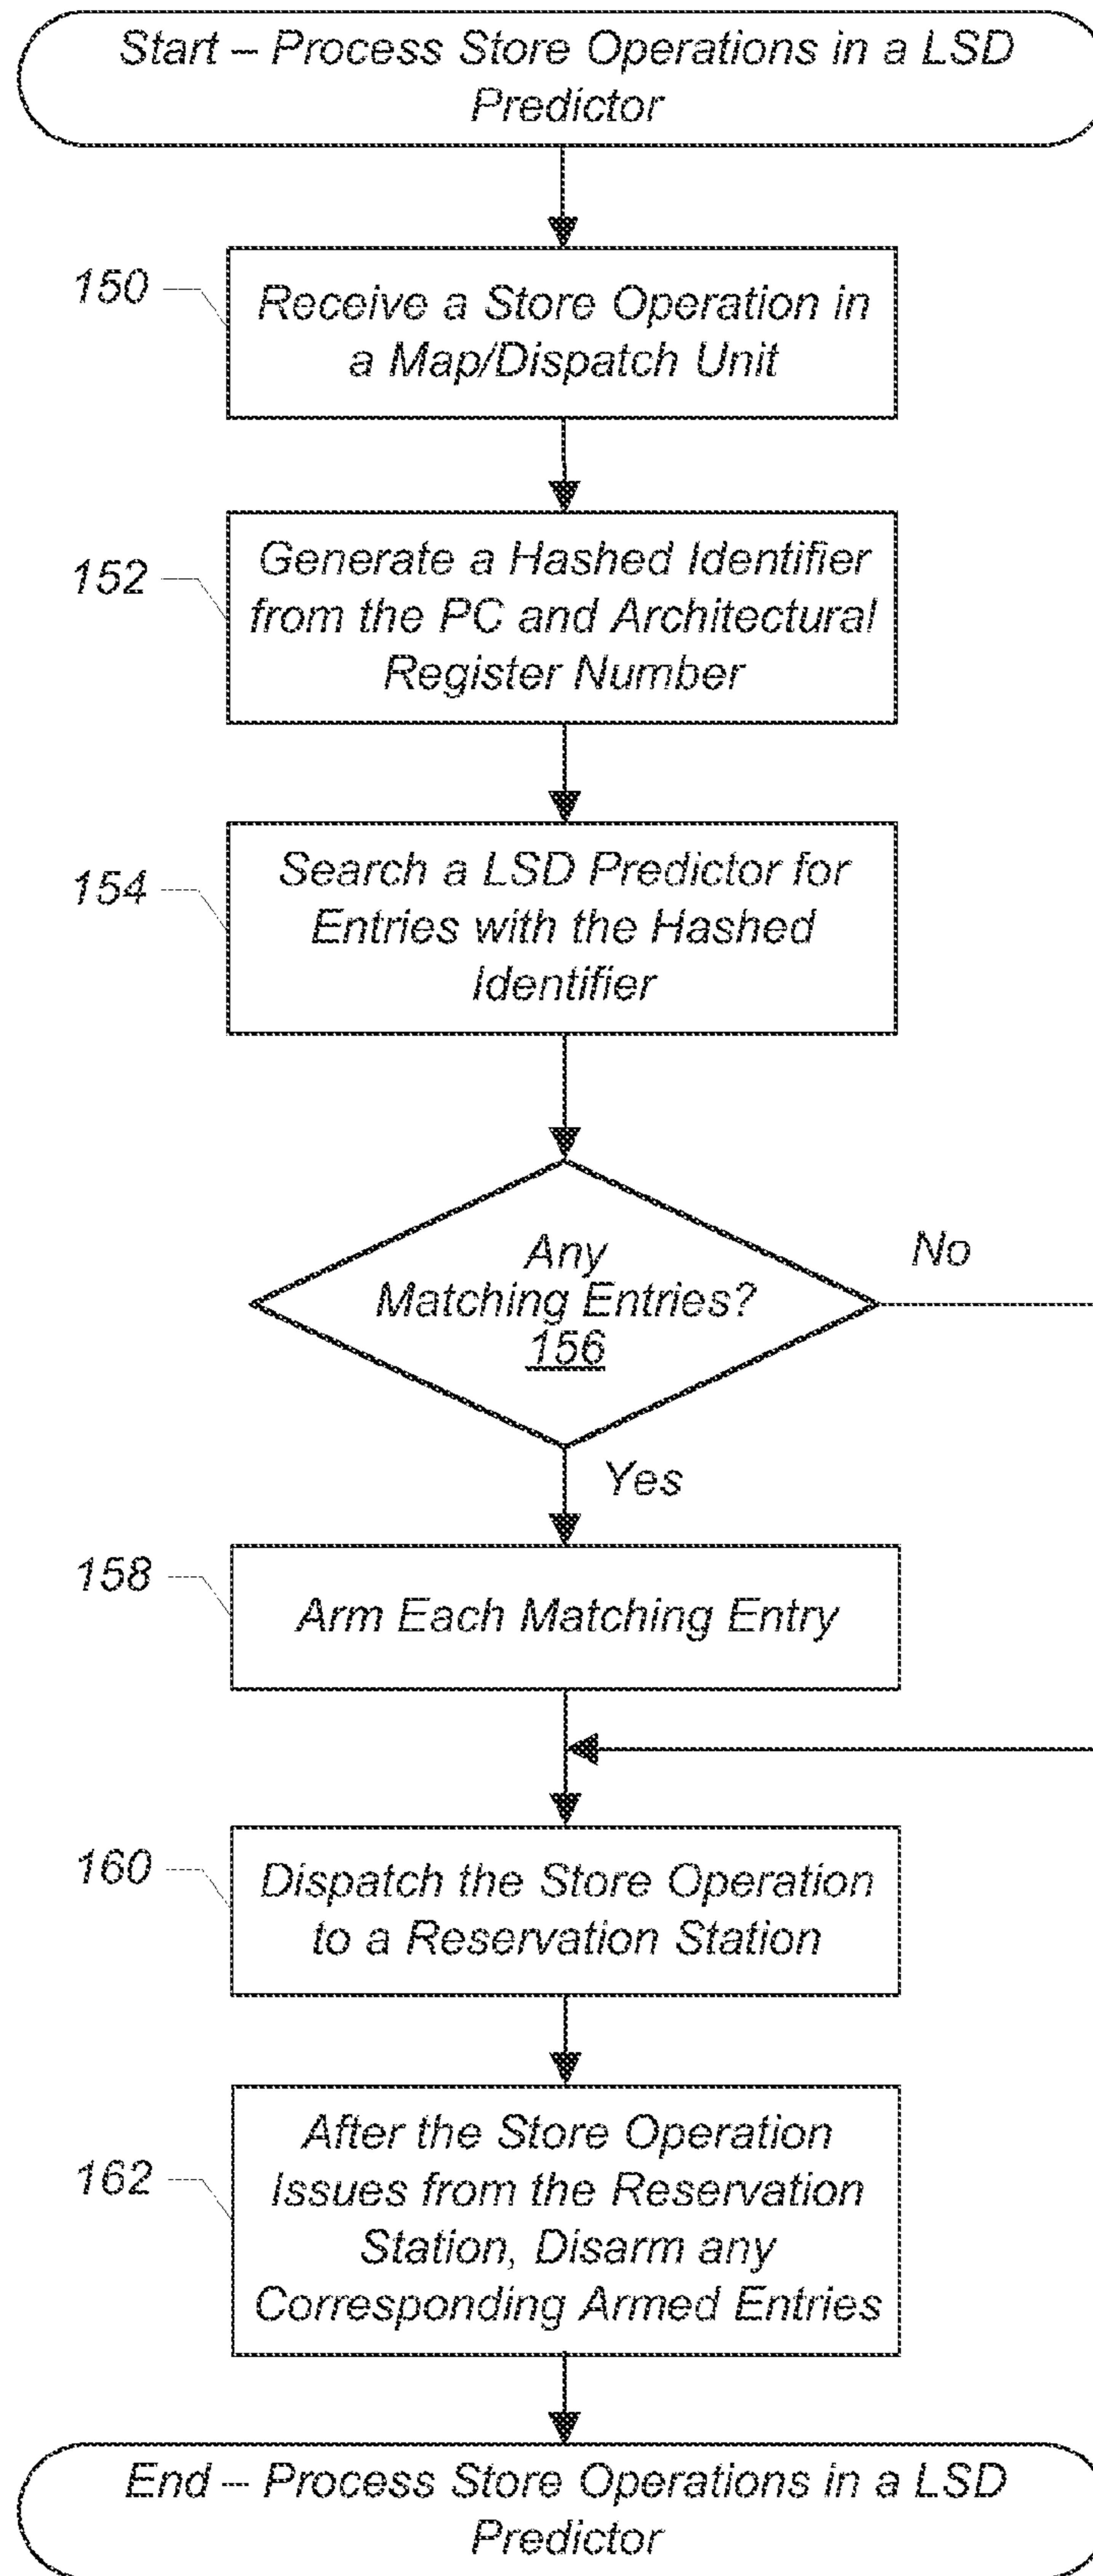 Start – Process Store Operations in a LSD
Predictor
150
Receive a Store Operation in
a Map/Dispatch Unit
152
Generate a Hashed Identifier
from the PC and Architectural
Register Number
154
Search a LSD Predictor for
Entries with the Hashed
Identifier
Any
Matching Entries?
156
No
Yes
158
Arm Each Matching Entry
160
Dispatch the Store Operation
to a Reservation Station
162
After the Store Operation
Issues from the Reservation
Station, Disarm any
Corresponding Armed Entries
End – Process Store Operations in a LSD
Predictor